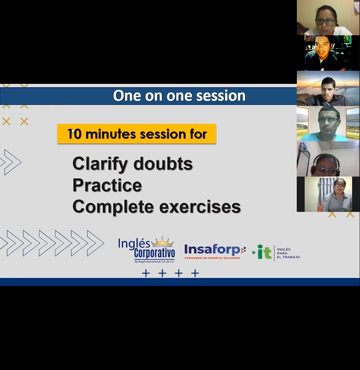 One on one session
10 minutes session for
Clarify doubts
Practice
Complete exercises
Inglés
Corporativo
Insaforp
it
INGLÉS
PARA
EL TRABAJO